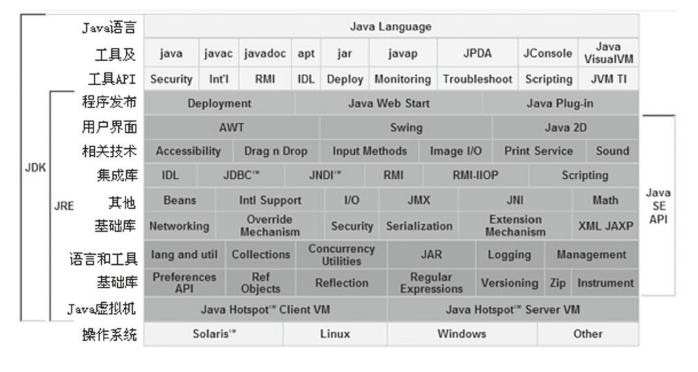 Java语言 Java Language
工具及 java javac javadoc apt jar javap JPDA JConsole Java VisualVM
工具API Security Int'l RMI IDL Deploy Monitoring Troubleshoot Scripting JVM TI
程序发布 Deployment Java Web Start Java Plug-in
用户界面 AWT Swing Java 2D
相关技术 Accessibility Drag n Drop Input Methods Image I/O Print Service Sound
集成库 IDL JDBC™ JNDI™ RMI RMI-IIOP Scripting
其他 Beans Intl Support I/O JMX JNI Math
基础库 Networking Override Mechanism Security Serialization Extension Mechanism XML JAXP
语言和工具 lang and util Collections Concurrency Utilities JAR Logging Management
基础库 Preferences API Ref Objects Reflection Regular Expressions Versioning Zip Instrument
Java虚拟机 Java Hotspot™ Client VM Java Hotspot™ Server VM
操作系统 Solaris™ Linux Windows Other
JDK
JRE
Java SE API